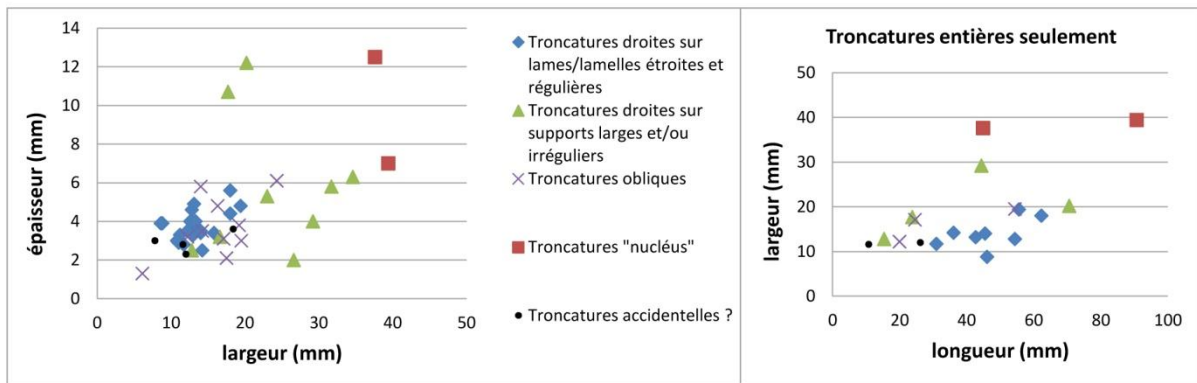 14
12
10
8
6
4
2
0
épaisseur (mm)
0 10 20 30 40 50
largeur (mm)
Troncatures droites sur
lames/lamelles étroites et
régulières
Troncatures droites sur
supports larges et/ou
irréguliers
Troncatures obliques
Troncatures "nucléus"
Troncatures accidentelles ?
Troncatures entières seulement
50
40
30
20
10
0
largeur (mm)
0 20 40 60 80 100
longueur (mm)